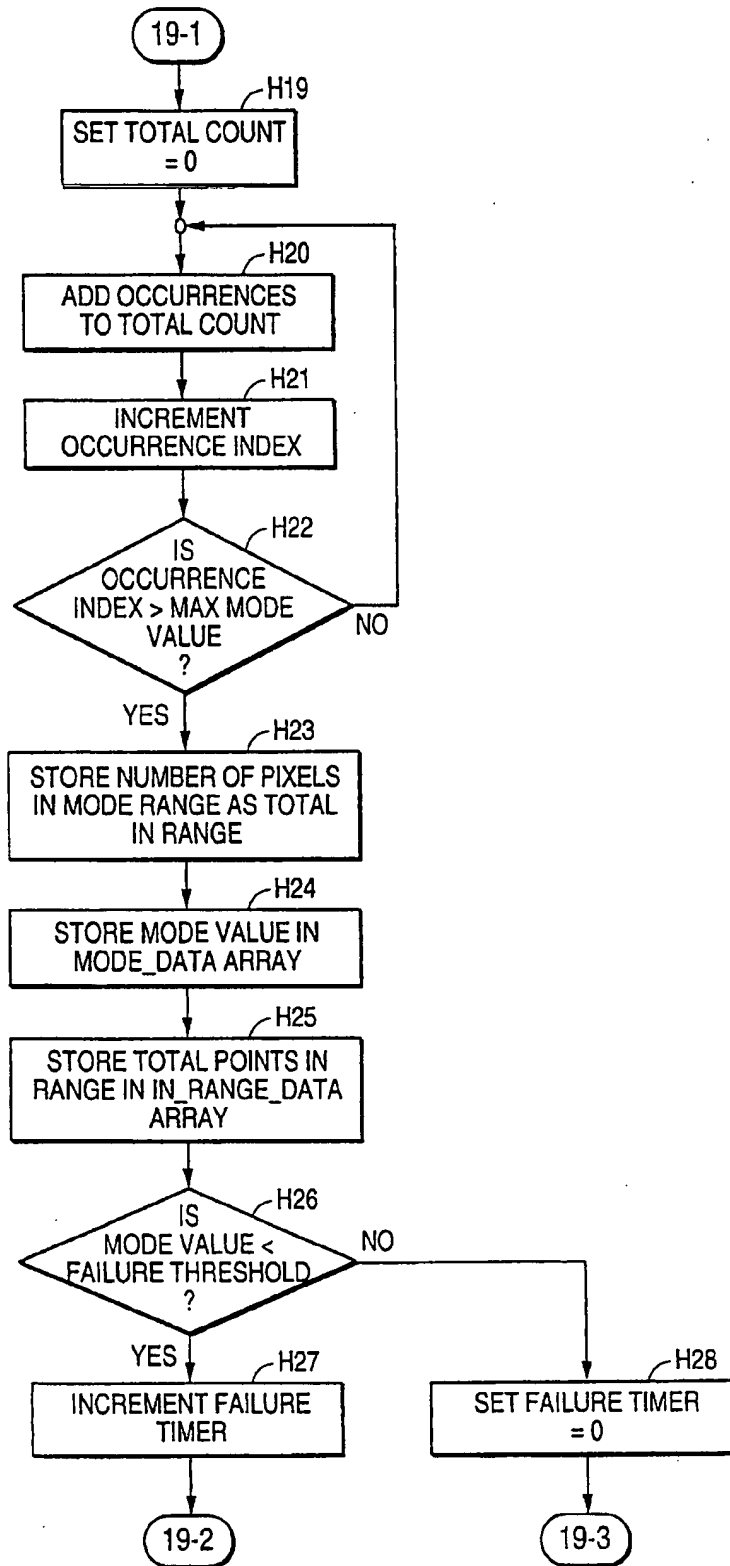 19-1
H19
SET TOTAL COUNT
= 0
H20
ADD OCCURRENCES
TO TOTAL COUNT
H21
INCREMENT
OCCURRENCE INDEX
H22
IS
OCCURRENCE
INDEX > MAX MODE
VALUE
?
NO
YES
H23
STORE NUMBER OF PIXELS
IN MODE RANGE AS TOTAL
IN RANGE
H24
STORE MODE VALUE IN
MODE_DATA ARRAY
H25
STORE TOTAL POINTS IN
RANGE IN IN_RANGE_DATA
ARRAY
H26
IS
MODE VALUE <
FAILURE THRESHOLD
?
NO
YES
H27
INCREMENT FAILURE
TIMER
H28
SET FAILURE TIMER
= 0
19-2
19-3